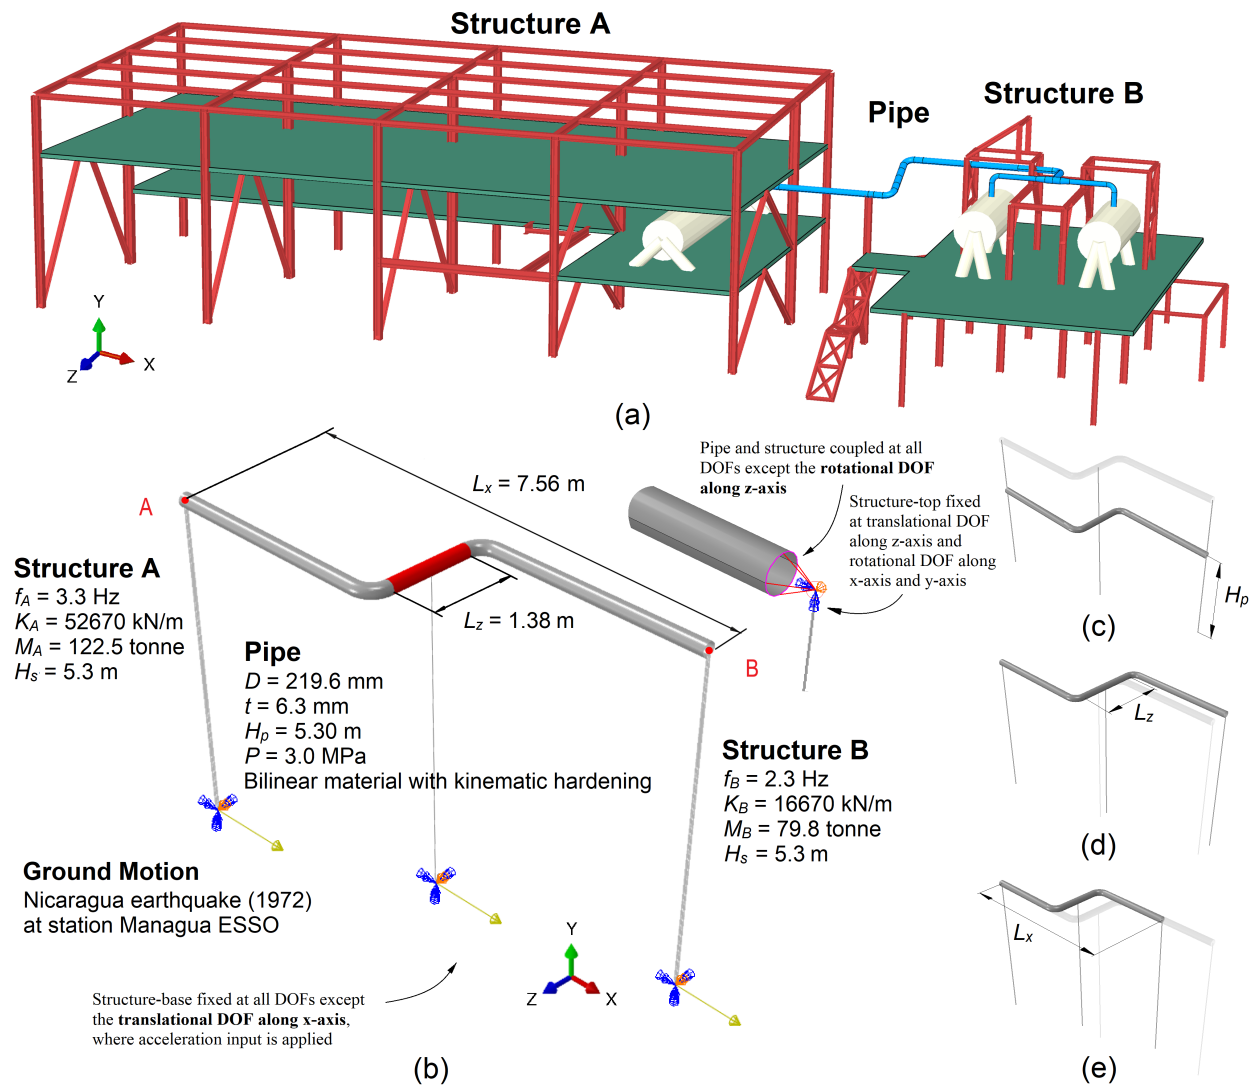 Structure A
Structure B
Pipe
Y
Z
X
(a)
A
Lx = 7.56 m
Lz = 1.38 m
B
Structure A
fA = 3.3 Hz
KA = 52670 kN/m
MA = 122.5 tonne
Hs = 5.3 m
Pipe
D = 219.6 mm
t = 6.3 mm
Hp = 5.30 m
P = 3.0 MPa
Bilinear material with kinematic hardening
Structure B
fB = 2.3 Hz
KB = 16670 kN/m
MB = 79.8 tonne
Hs = 5.3 m
Ground Motion
Nicaragua earthquake (1972)
at station Managua ESSO
Pipe and structure coupled at all
DOFs except the rotational DOF
along z-axis
Structure-top fixed
at translational DOF
along z-axis and
rotational DOF along
x-axis and y-axis
Structure-base fixed at all DOFs except
the translational DOF along x-axis,
where acceleration input is applied
Y
Z
X
(b)
Hp
(c)
Lz
(d)
Lx
(e)